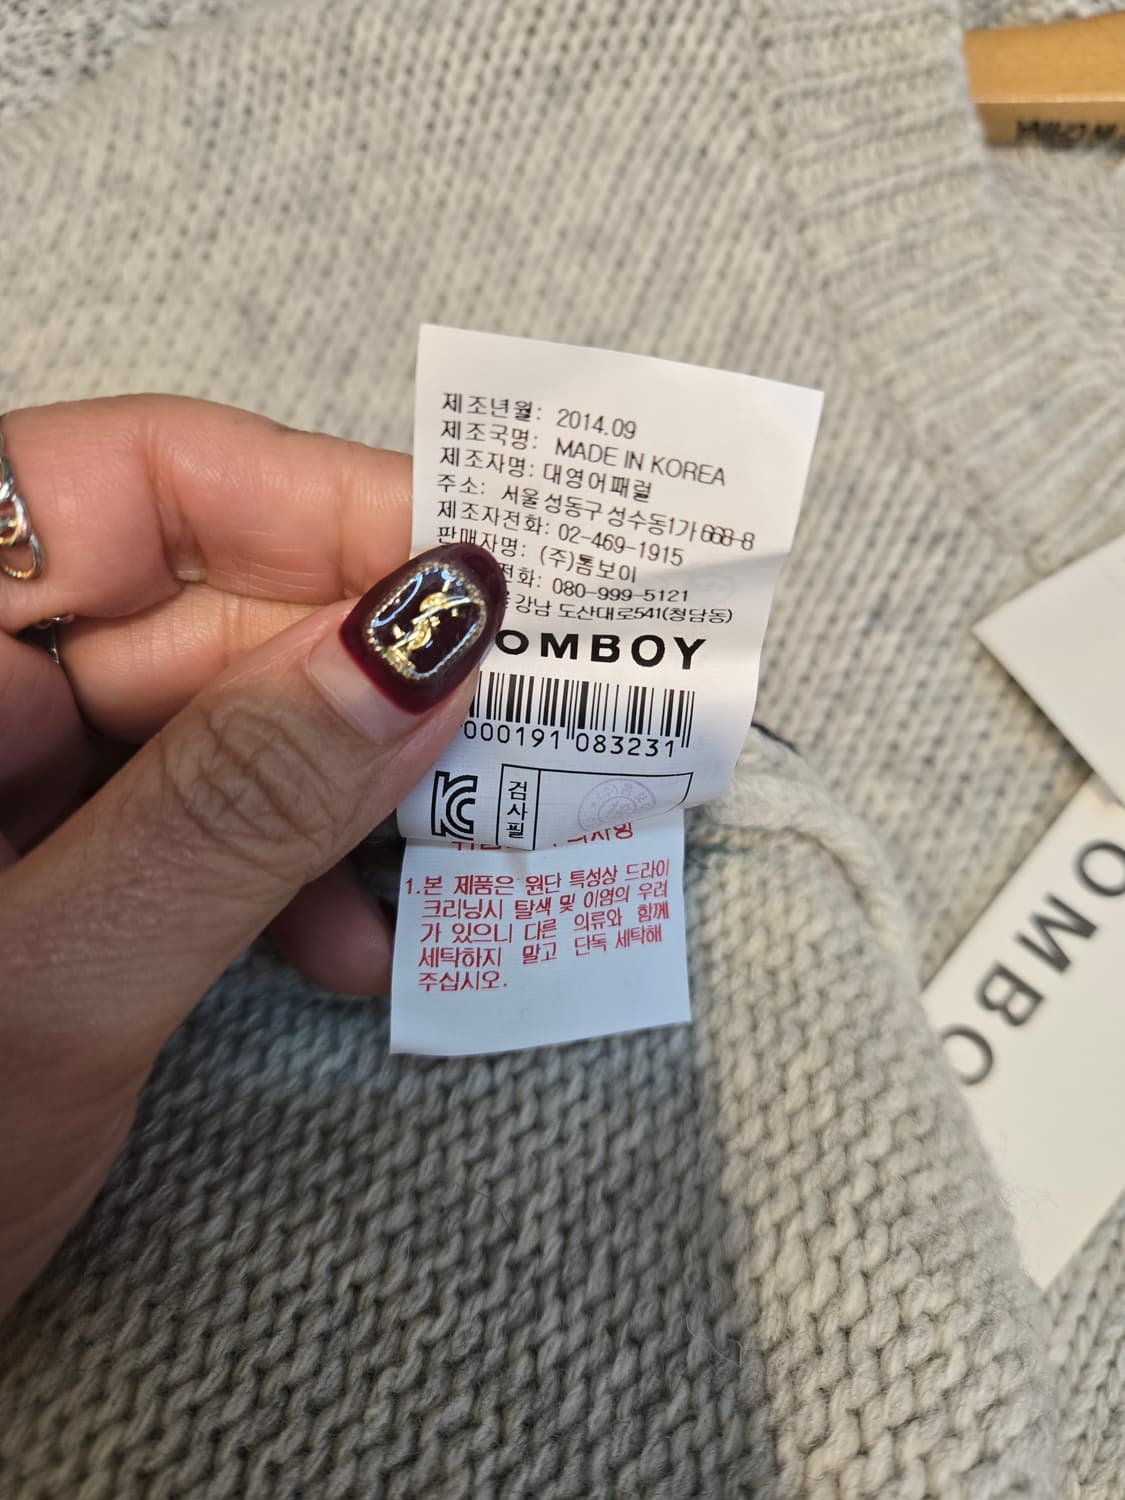 제조년월: 2014.09
제조국명: MADE IN KOREA
제조자명: 대영어패럴
주소: 서울 성동구 성수동1가 668-8
제조자전화: 02-469-1915
판매자명: (주)톰보이
전화: 080-999-5121
강남 도산대로541(청담동)
OMBOY
000191 083231
검사필
1.본 제품은 원단 특성상 드라이
크리닝시 탈색 및 이염의 우려
가 있으니 다른 의류와 함께
세탁하지 말고 단독 세탁해
주십시오.
OMBO